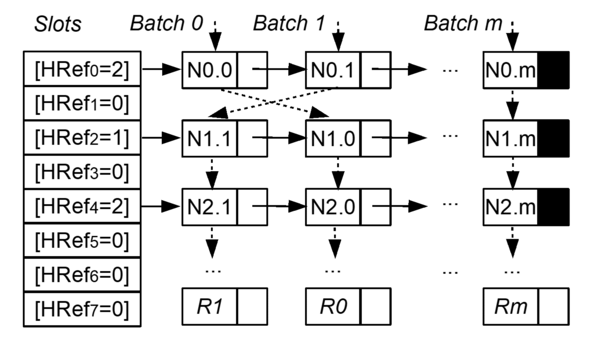 Slots Batch 0 Batch 1 Batch m
[HRef0=2] N0.0 N0.1 ... N0.m
[HRef1=0]
[HRef2=1] N1.1 N1.0 ... N1.m
[HRef3=0]
[HRef4=2] N2.1 N2.0 ... N2.m
[HRef5=0]
[HRef6=0] ... ... ... ...
[HRef7=0] R1 R0 Rm